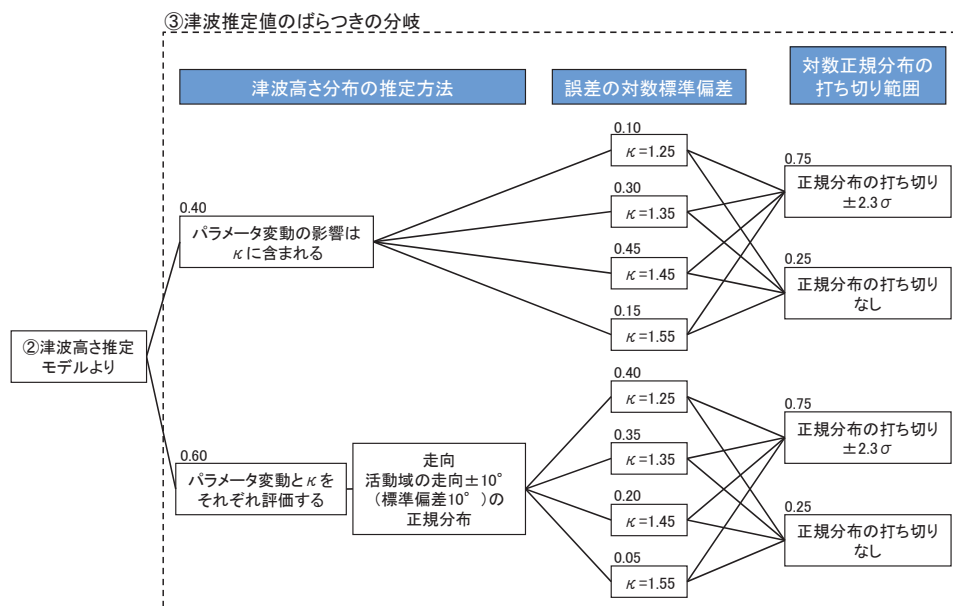 ③津波推定値のばらつきの分岐
津波高さ分布の推定方法
誤差の対数標準偏差
対数正規分布の
打ち切り範囲
②津波高さ推定
モデルより
0.40
パラメータ変動の影響は
κに含まれる
0.10
κ=1.25
0.30
κ=1.35
0.45
κ=1.45
0.15
κ=1.55
0.75
正規分布の打ち切り
±2.3σ
0.25
正規分布の打ち切り
なし
0.60
パラメータ変動とκを
それぞれ評価する
走向
活動域の走向±10°
(標準偏差10°)の
正規分布
0.40
κ=1.25
0.35
κ=1.35
0.20
κ=1.45
0.05
κ=1.55
0.75
正規分布の打ち切り
±2.3σ
0.25
正規分布の打ち切り
なし